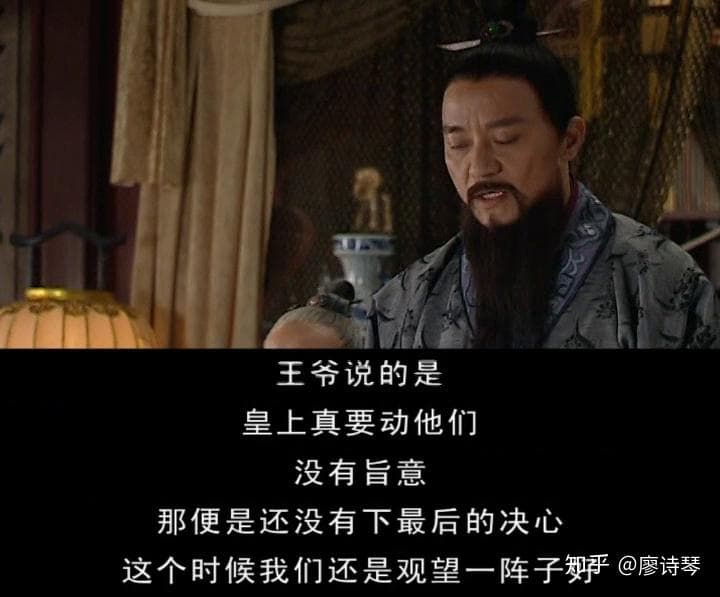 王爷说的是
皇上真要动他们
没有旨意
那便是还没有下最后的决心
这个时候我们还是观望一阵子好
知乎 @廖诗琴